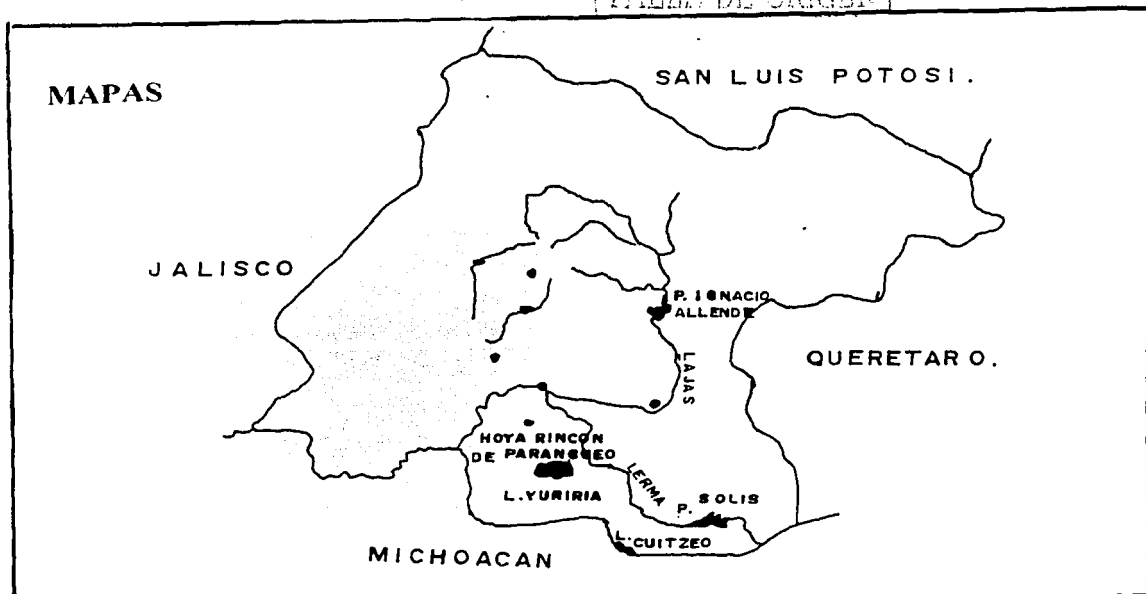 MAPAS
SAN LUIS POTOSI.
JALISCO
P. IGNACIO
ALLENDE
LAJAS
QUERETARO.
HOYA RINCON
DE PARANGUEO
L. YURIRIA
LERMA
P. SOLIS
L. CUITZEO
MICHOACAN